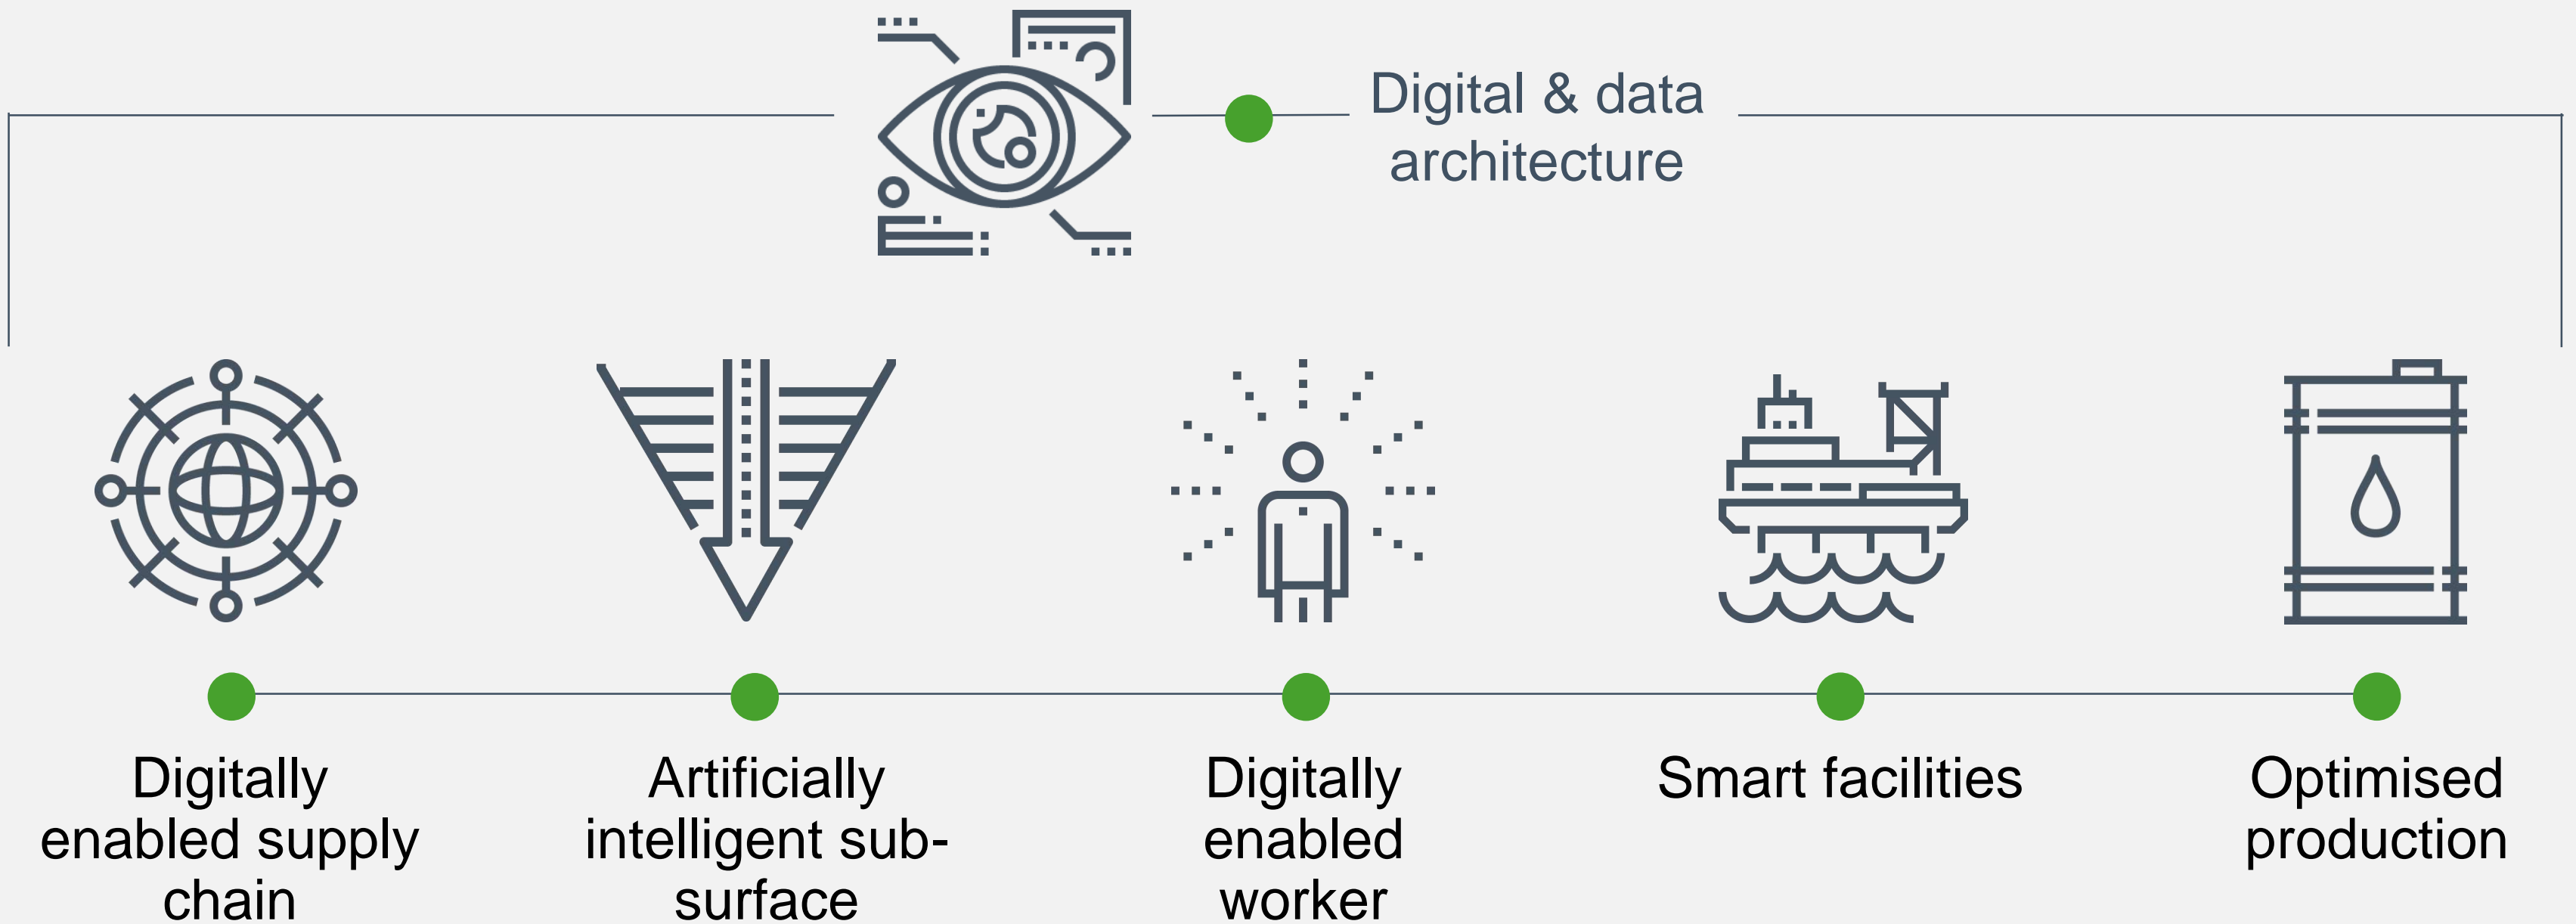 Digital & data
architecture
Digitally
enabled supply
chain
Artificially
intelligent sub-
surface
Digitally
enabled
worker
Smart facilities
Optimised
production